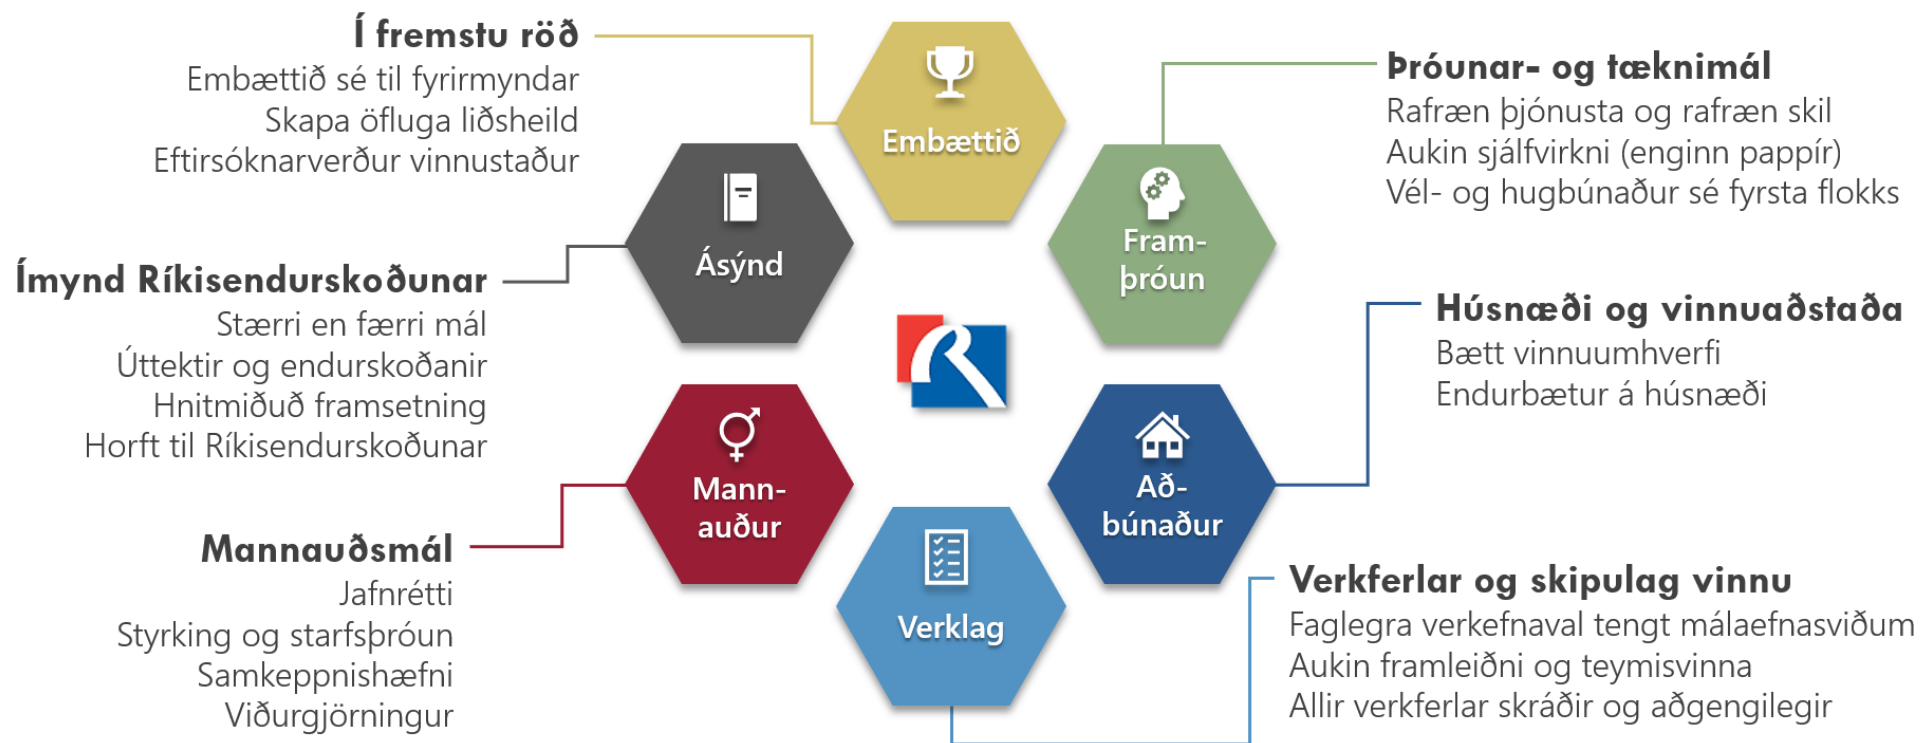 Í fremstu röð
Embættið sé til fyrirmyndar
Skapa öfluga liðsheild
Eftirsóknarverður vinnustaður
Embættið
Þróunar- og tæknimál
Rafræn þjónusta og rafræn skil
Aukin sjálfvirkni (enginn pappír)
Vél- og hugbúnaður sé fyrsta flokks
Fram-
þróun
Ásýnd
Ímynd Ríkisendurskoðunar
Stærri en færri mál
Úttektir og endurskoðanir
Hnitmiðuð framsetning
Horft til Ríkisendurskoðunar
Húsnæði og vinnuaðstaða
Bætt vinnuumhverfi
Endurbætur á húsnæði
Að-
búnaður
Mann-
auður
Mannauðsmál
Jafnrétti
Styrking og starfsþróun
Samkeppnishæfni
Viðurgjörningur
Verklag
Verkferlar og skipulag vinnu
Faglegra verkefnaval tengt málaefnasviðum
Aukin framleiðni og teymisvinna
Allir verkferlar skráðir og aðgengilegir